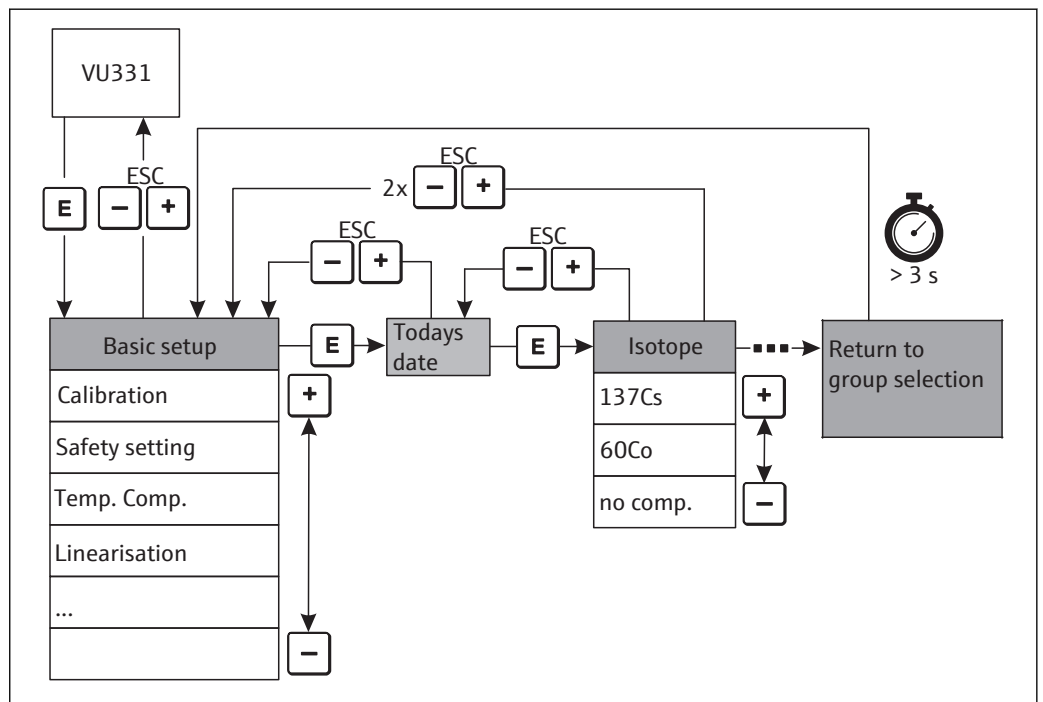 VU331
E
ESC
− +
2x
ESC
− +
ESC
− +
ESC
− +
> 3 s
Basic setup
E
Todays
date
E
Isotope
Return to
group selection
Calibration
Safety setting
Temp. Comp.
Linearisation
...
+
−
137Cs
60Co
no comp.
+
−